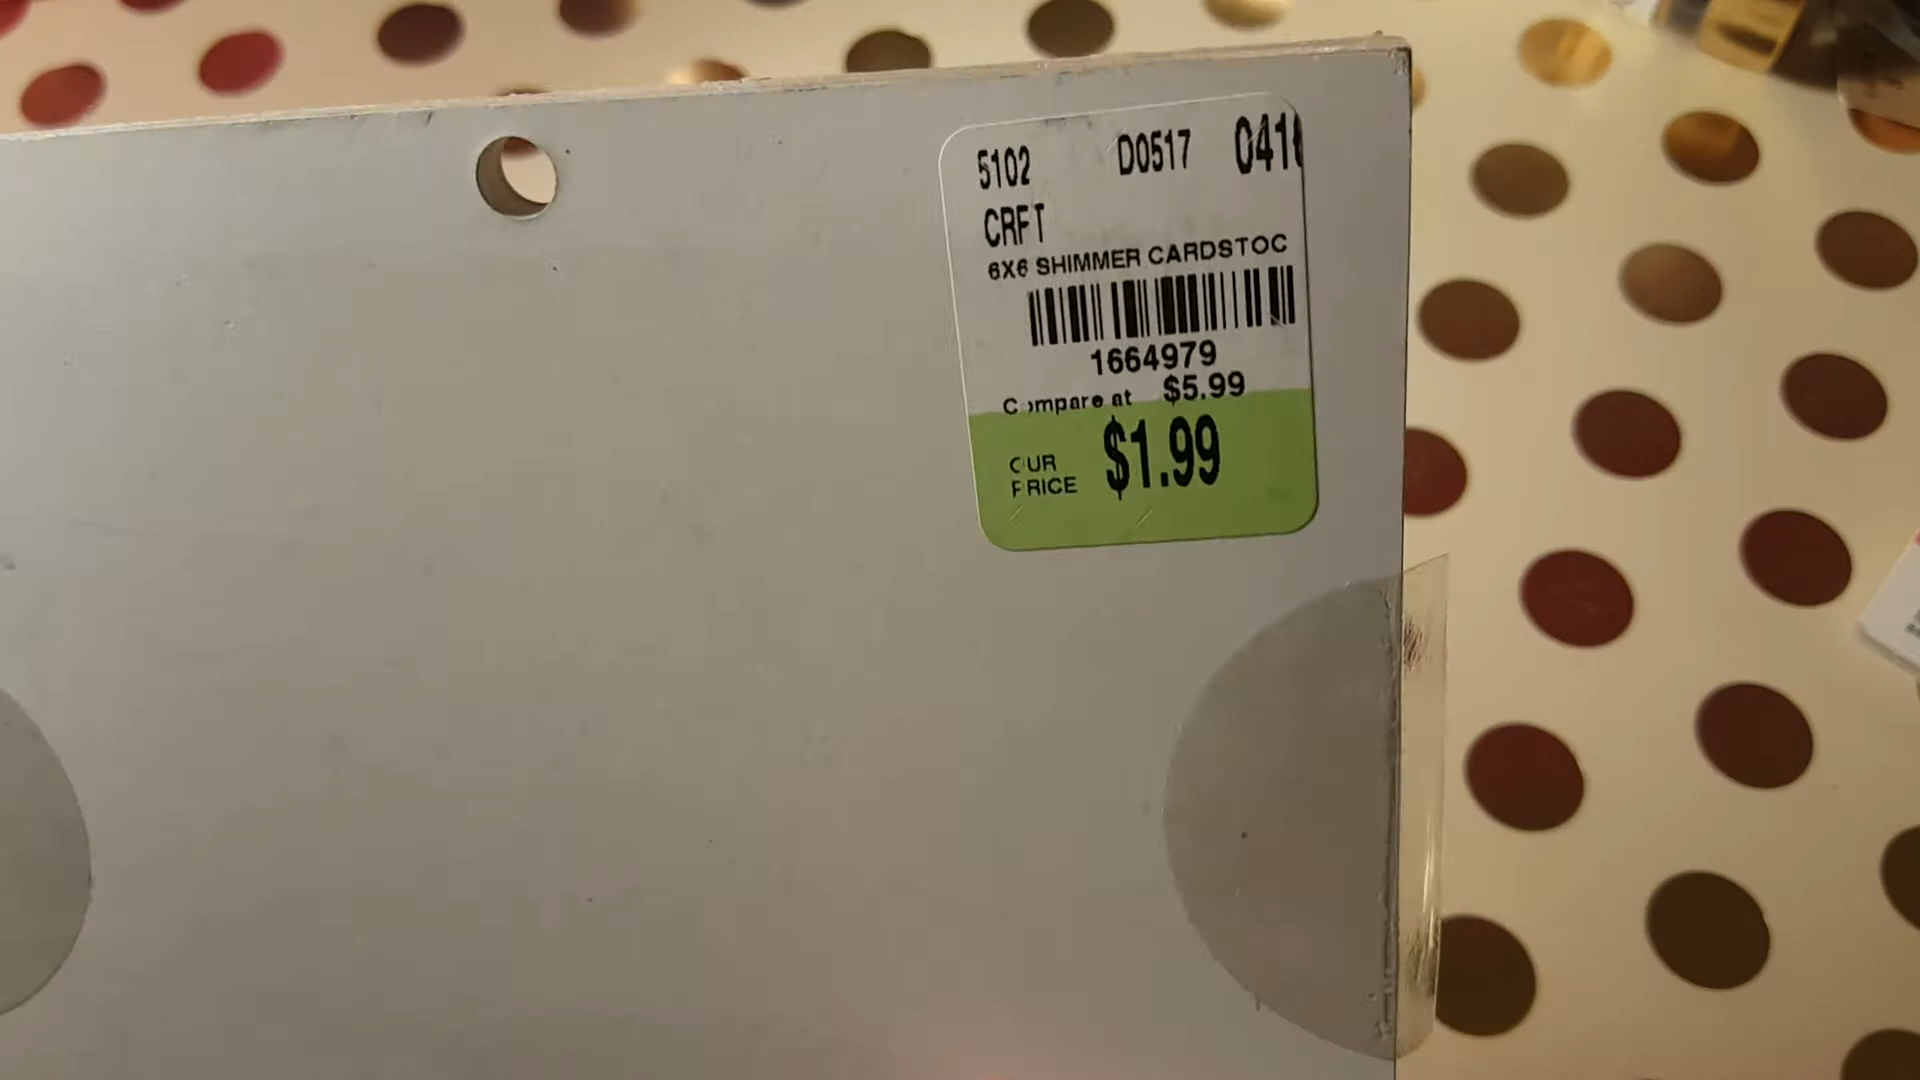 5102 D0517
CRFT
6X6 SHIMMER CARDSTOC
1664979
Compare at $5.99
OUR
PRICE $1.99